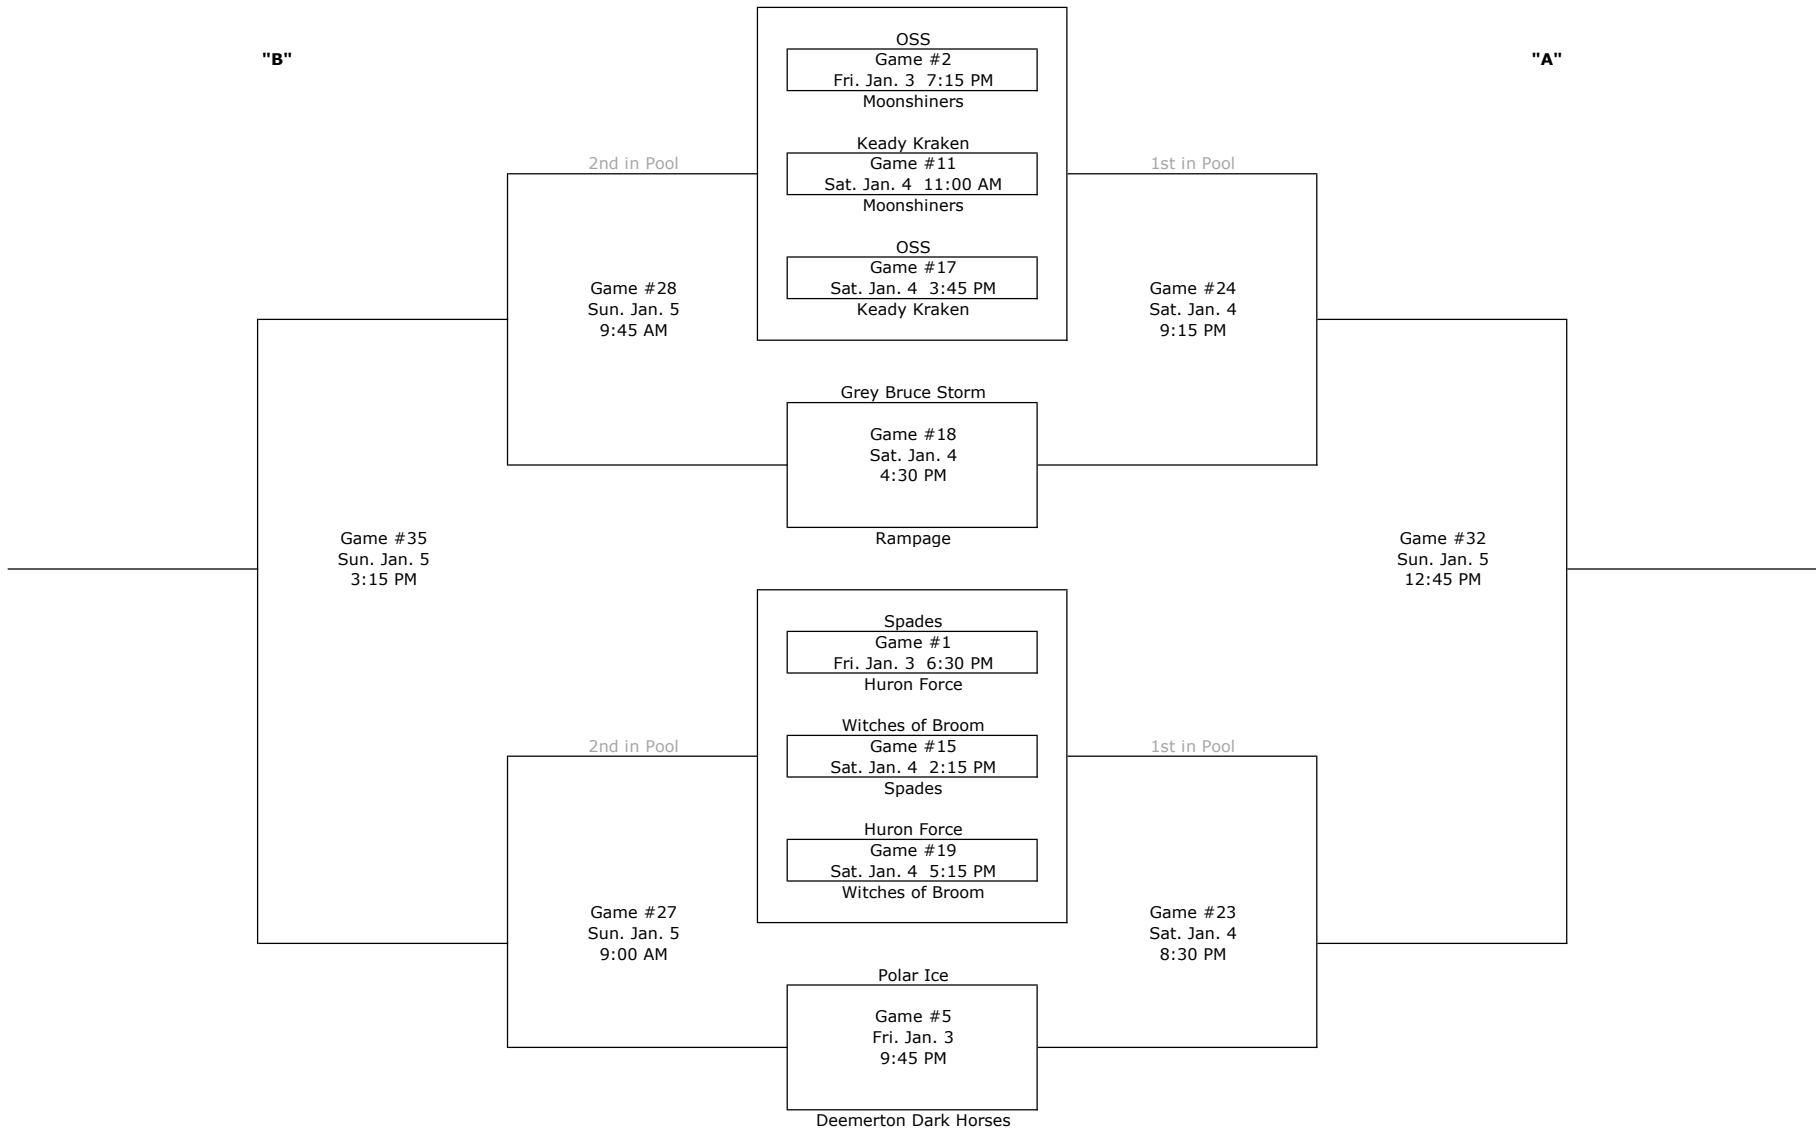 "B"
"A"
OSS
Game #2
Fri. Jan. 3  7:15 PM
Moonshiners
Keady Kraken
2nd in Pool
Game #11
1st in Pool
Sat. Jan. 4  11:00 AM
Moonshiners
OSS
Game #17
Sat. Jan. 4  3:45 PM
Keady Kraken
Game #28
Sun. Jan. 5
9:45 AM
Game #24
Sat. Jan. 4
9:15 PM
Grey Bruce Storm
Game #18
Sat. Jan. 4
4:30 PM
Rampage
Game #35
Sun. Jan. 5
3:15 PM
Game #32
Sun. Jan. 5
12:45 PM
Spades
Game #1
Fri. Jan. 3  6:30 PM
Huron Force
Witches of Broom
2nd in Pool
Game #15
1st in Pool
Sat. Jan. 4  2:15 PM
Spades
Huron Force
Game #19
Sat. Jan. 4  5:15 PM
Witches of Broom
Game #27
Sun. Jan. 5
9:00 AM
Game #23
Sat. Jan. 4
8:30 PM
Polar Ice
Game #5
Fri. Jan. 3
9:45 PM
Deemerton Dark Horses